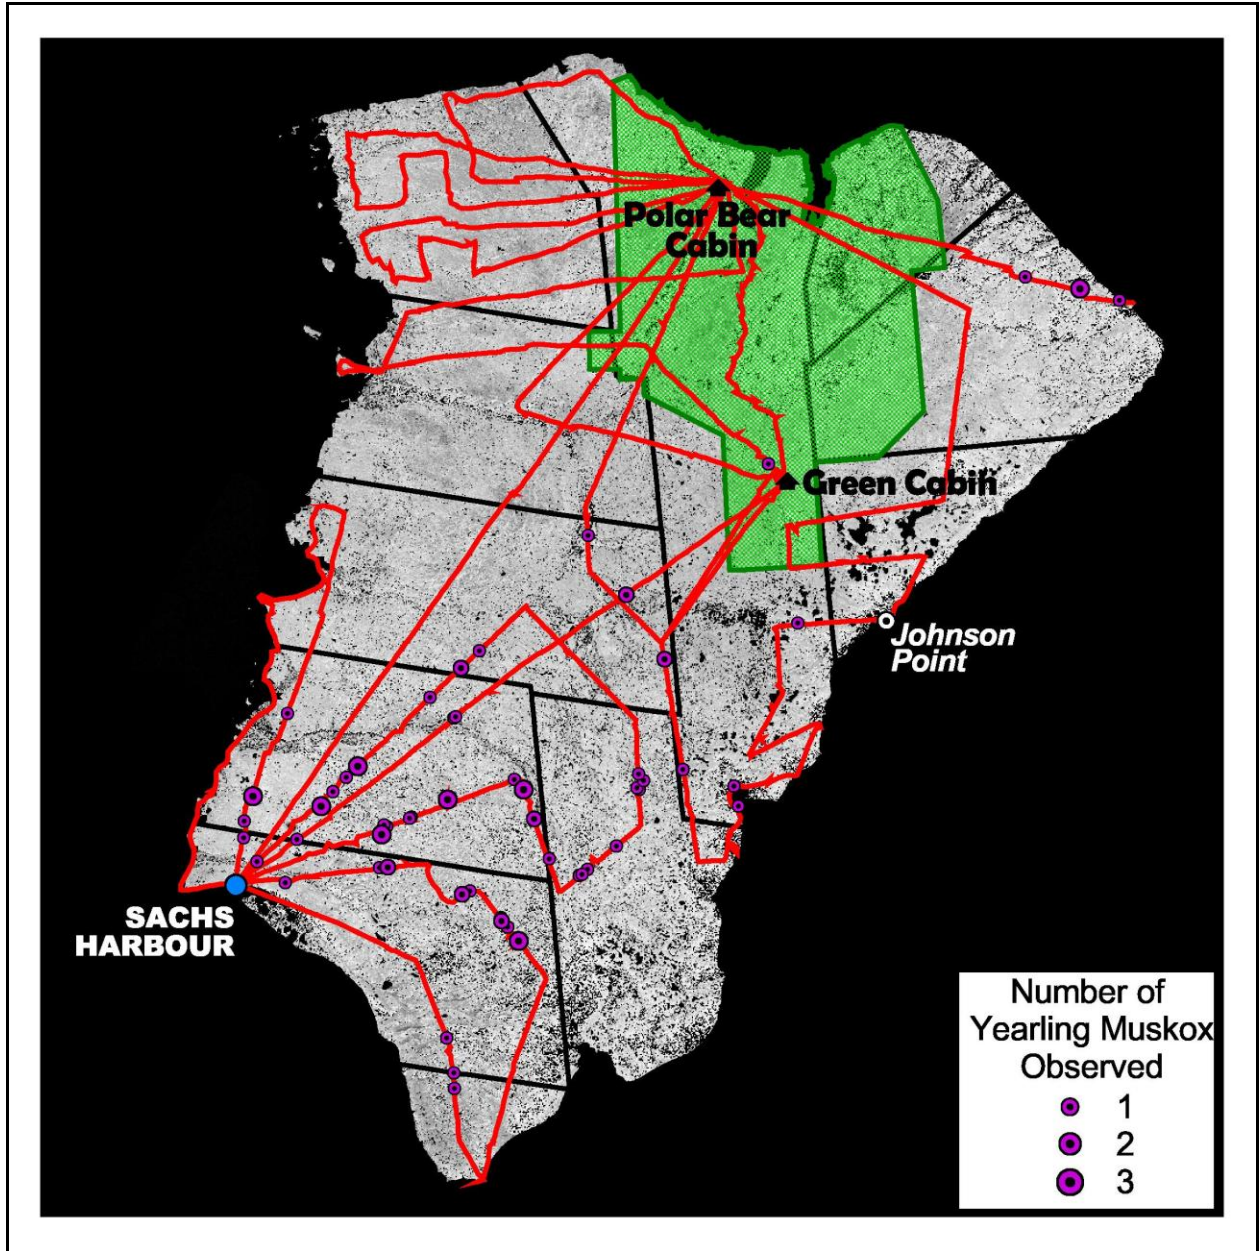 Polar Bear
Cabin
Green Cabin
Johnson
Point
SACHS
HARBOUR
Number of
Yearling Muskox
Observed
1
2
3